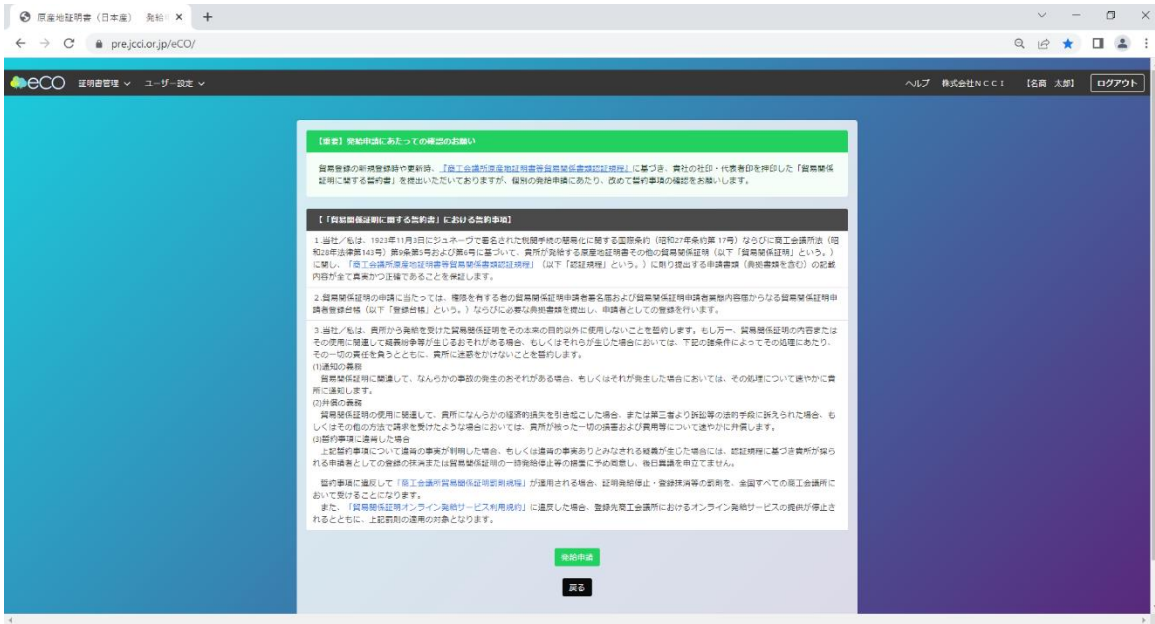 原産地証明書（日本産） 発給
pre.jcci.or.jp/eCO/
eCO 証明書管理 ユーザー設定 ヘルプ 株式会社ＮＣＣＩ 【名商 太郎】 ログアウト
【重要】発給申請にあたっての確認のお願い
貿易登録の新規登録時や更新時、「商工会議所原産地証明書等貿易関係書類認証規程」に基づき、貴社の社印・代表者印を押印した「貿易関係
証明に関する誓約書」を提出いただいておりますが、個別の発給申請にあたり、改めて誓約事項の確認をお願いします。
【「貿易関係証明に関する誓約書」における誓約事項】
1.当社／私は、1923年11月3日にジュネーヴで署名された税関手続の簡易化に関する国際条約（昭和27年条約第 17号）ならびに商工会議所法（昭
和28年法律第143号）第9条第5号および第6号に基づいて、貴所が発給する原産地証明書その他の貿易関係証明（以下「貿易関係証明」という。）
に関し、「商工会議所原産地証明書等貿易関係書類認証規程」（以下「認証規程」という。）に則り提出する申請書類（典拠書類を含む）の記載
内容が全て真実かつ正確であることを保証します。
2.貿易関係証明の申請に当たっては、権限を有する者の貿易関係証明申請者署名届および貿易関係証明申請者業態内容届からなる貿易関係証明申
請者登録台帳（以下「登録台帳」という。）ならびに必要な典拠書類を提出し、申請者としての登録を行います。
3.当社／私は、貴所から発給を受けた貿易関係証明をその本来の目的以外に使用しないことを誓約します。もし万一、貿易関係証明の内容または
その使用に関連して疑義紛争等が生じるおそれがある場合、もしくはそれらが生じた場合においては、下記の諸条件によってその処理にあたり、
その一切の責任を負うとともに、貴所に迷惑をかけないことを誓約します。
(1)通知の義務
貿易関係証明に関連して、なんらかの事故の発生のおそれがある場合、もしくはそれが発生した場合においては、その処理について速やかに貴
所に通知します。
(2)弁償の義務
貿易関係証明の使用に関連して、貴所になんらかの経済的損失を引き起こした場合、または第三者より訴訟等の法的手段に訴えられた場合、も
しくはその他の方法で請求を受けたような場合においては、貴所が被った一切の損害および費用等について速やかに弁償します。
(3)誓約事項に違背した場合
上記誓約事項について違背の事実が判明した場合、もしくは違背の事実ありとみなされる疑義が生じた場合には、認証規程に基づき貴所が採ら
れる申請者としての登録の抹消または貿易関係証明の一時発給停止等の措置に予め同意し、後日異議を申立てません。
誓約事項に違反して「商工会議所貿易関係証明罰則規程」が適用される場合、証明発給停止・登録抹消等の罰則を、全国すべての商工会議所に
おいて受けることになります。
また、「貿易関係証明オンライン発給サービス利用規約」に違反した場合、登録先商工会議所におけるオンライン発給サービスの提供が停止さ
れるとともに、上記罰則の適用の対象となります。
発給申請
戻る